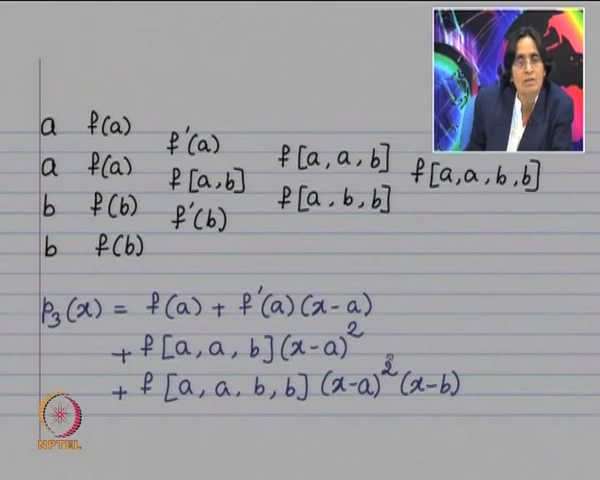 a f(a)
f'(a)
a f(a) f[a, a, b]
f[a, b] f[a, a, b, b]
b f(b) f[a, b, b]
f'(b)
b f(b)
p₃(x) = f(a) + f'(a)(x-a)
+ f[a, a, b](x-a)²
+ f[a, a, b, b](x-a)²(x-b)
NPTEL